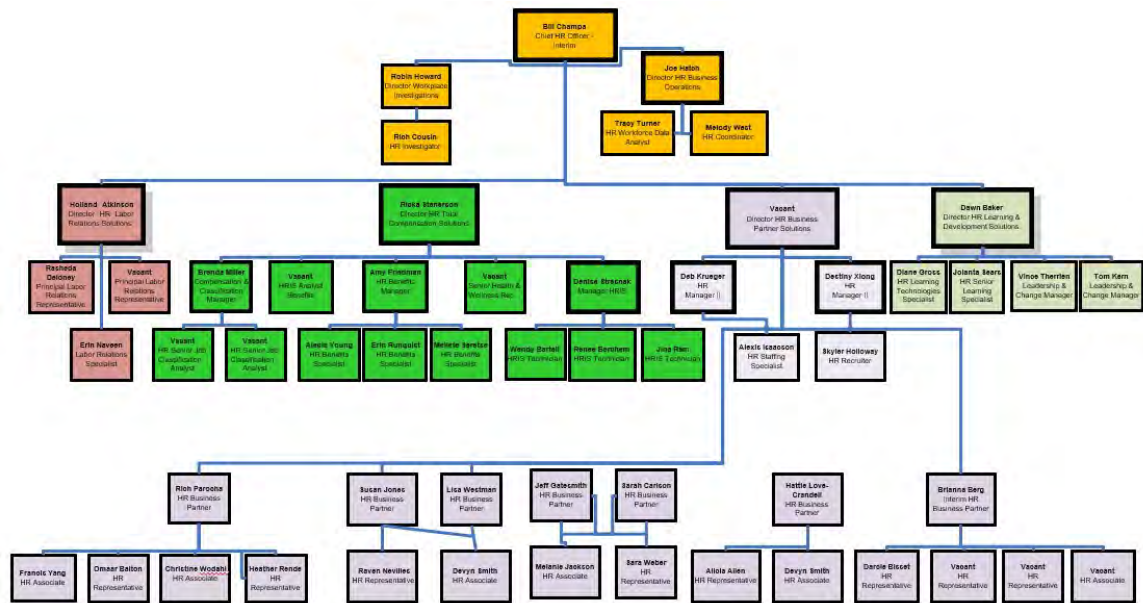 Bill Champa
Chief HR Officer -
Interim
Robin Howard
Director Workplace
Investigations
Joe Hatch
Director HR Business
Operations
Rich Cousin
HR Investigator
Tracy Turner
HR Workforce Data
Analyst
Melody West
HR Coordinator
Holland Atkinson
Director HR Labor
Relations Solutions
Director HR Total
Compensation Solutions
Vacant
Director HR Business
Partner Solutions
Dawn Baker
Director HR Learning &
Development Solutions
Rasheda
Deloney
Principal Labor
Relations
Representative
Vacant
Principal Labor
Relations
Representative
Brenda Miller
Compensation &
Classification
Manager
Vacant
HRIS Analyst
Benefits
Amy
HR Benefits
Manager
Vacant
Senior Health &
Wellness Rep.
Denise
Manager HRIS
Deb Krueger
HR
Manager II
Destiny Xiong
HR
Manager II
Diane Gross
HR Learning
Technologies
Specialist
Jolanta
HR Senior
Learning
Specialist
Vince Therrien
Leadership &
Change Manager
Tom Kern
Leadership &
Change Manager
Erin Naveen
Labor Relations
Specialist
Vacant
HR Senior Job
Classification
Analyst
Vacant
HR Senior Job
Classification
Analyst
Alexis Young
HR Benefits
Specialist
Erin Runquist
HR Benefits
Specialist
HR Benefits
Specialist
Wendy Bartell
HRIS Technician
Renee Bernham
HRIS Technician
HRIS Technician
Alexis Isaacson
HR Staffing
Specialist
Skyler Holloway
HR Recruiter
Rich
HR Business
Partner
Susan Jones
HR Business
Partner
Lisa Westman
HR Business
Partner
Jeff Gatesmith
HR Business
Partner
Sarah Carlson
HR Business
Partner
Hattie Love-
Crandell
HR Business
Partner
Brianna Berg
Interim HR
Business Partner
Francis Yang
HR Associate
Omaar Balton
HR
Representative
Christine Wodahl
HR Associate
Heather Rende
HR
Representative
Raven Nevilles
HR Representative
Devyn Smith
HR Associate
Melanie Jackson
HR Associate
Sara Weber
HR
Representative
Alicia Allen
HR Representative
Devyn Smith
HR Associate
Darcie Bisset
HR
Representative
Vacant
HR
Representative
Vacant
HR
Representative
Vacant
HR Associate